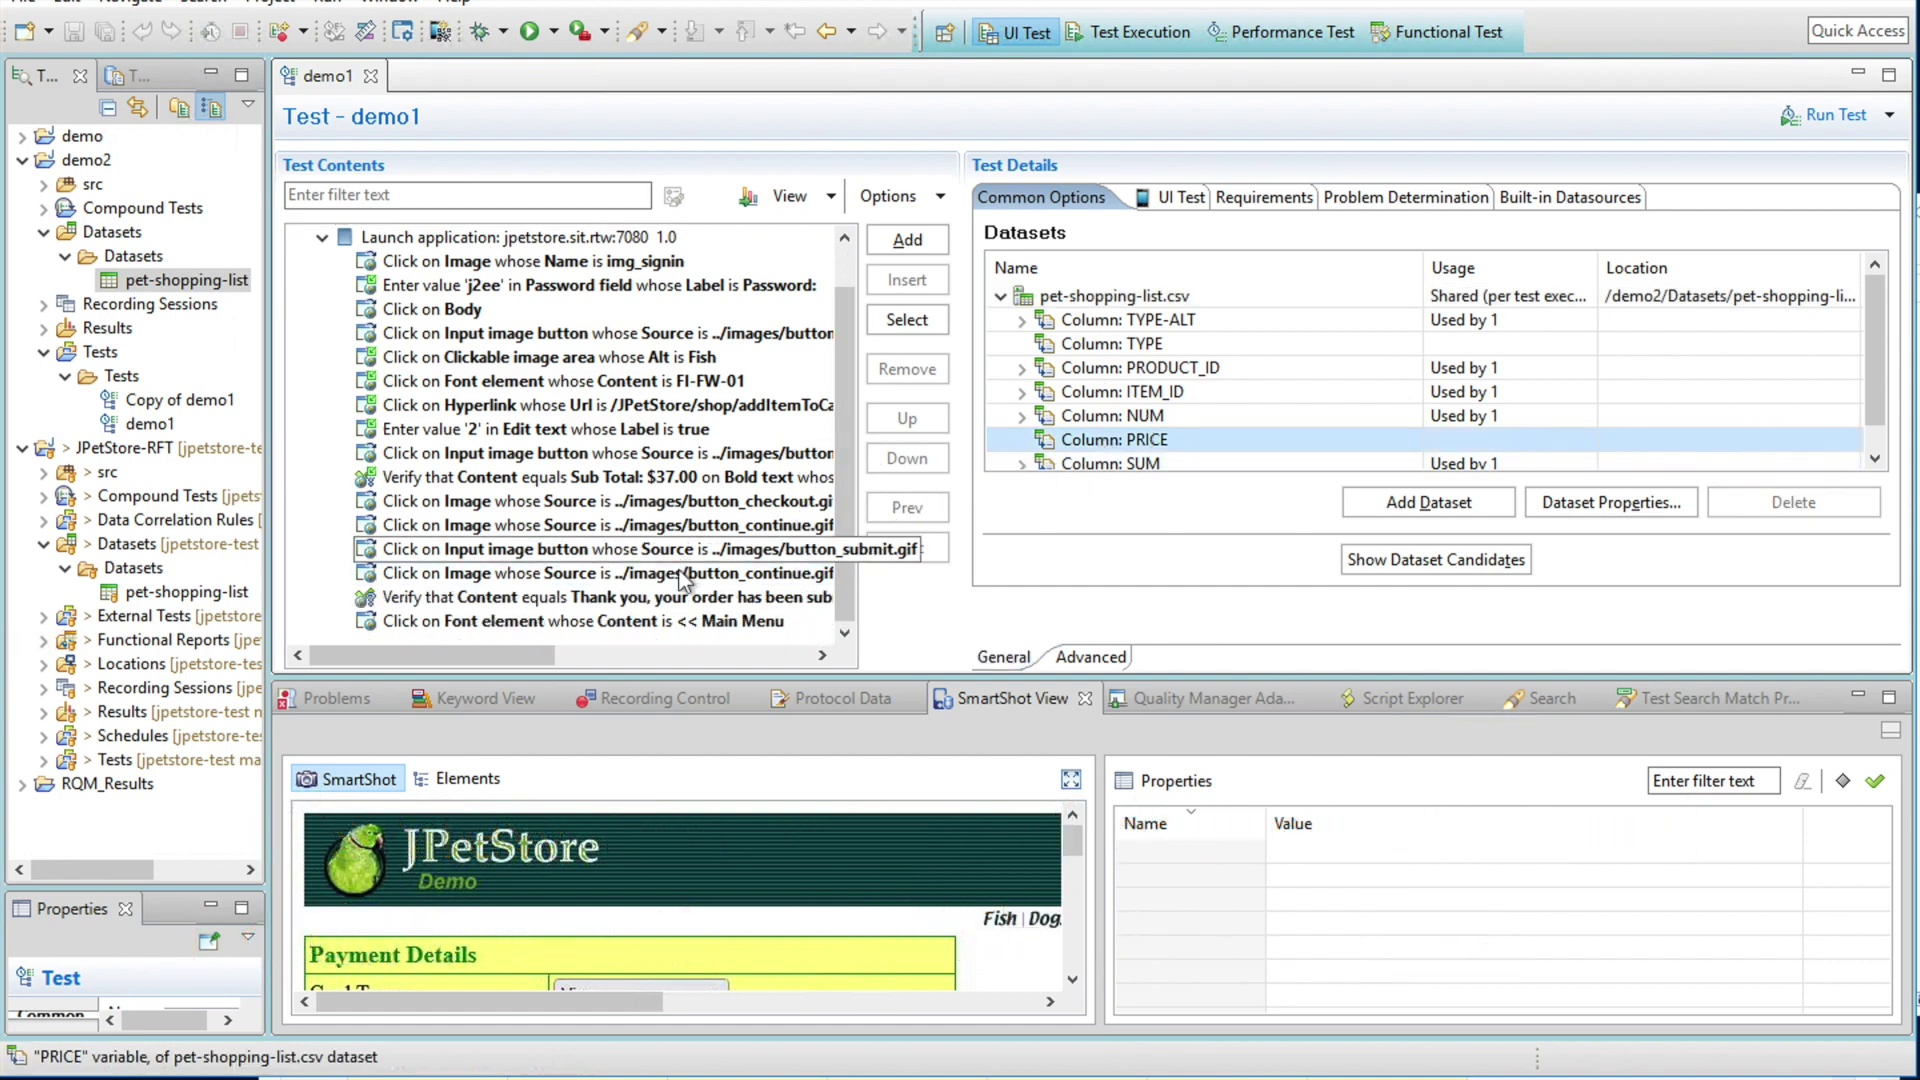 UI Test
Test Execution
Performance Test
Functional Test
Quick Access
T...
T...
demo
demo2
src
Compound Tests
Datasets
Datasets
pet-shopping-list
Recording Sessions
Results
Tests
Tests
Copy of demo1
demo1
> JPetStore-RFT [jpetstore-te
> src
> Compound Tests [jpets
> Data Correlation Rules [
> Datasets [jpetstore-test
Datasets
pet-shopping-list
> External Tests [jpetstore
> Functional Reports [jpet
> Locations [jpetstore-test
> Recording Sessions [jpe
> Results [jpetstore-test n
> Schedules [jpetstore-tes
> Tests [jpetstore-test ma
RQM_Results
Properties
Test
Common
demo1
Test - demo1
Run Test
Test Contents
Enter filter text
View
Options
Launch application: jpetstore.sit.rtw:7080 1.0
Click on Image whose Name is img_signin
Enter value 'j2ee' in Password field whose Label is Password:
Click on Body
Click on Input image button whose Source is ../images/button
Click on Clickable image area whose Alt is Fish
Click on Font element whose Content is FI-FW-01
Click on Hyperlink whose Url is /JPetStore/shop/addItemToCa
Enter value '2' in Edit text whose Label is true
Click on Input image button whose Source is ../images/button
Verify that Content equals Sub Total: $37.00 on Bold text whos
Click on Image whose Source is ../images/button_checkout.gi
Click on Image whose Source is ../images/button_continue.gif
Click on Input image button whose Source is ../images/button_submit.gif
Click on Image whose Source is ../images/button_continue.gif
Verify that Content equals Thank you, your order has been sub
Click on Font element whose Content is << Main Menu
Add
Insert
Select
Remove
Up
Down
Prev
Test Details
Common Options
UI Test
Requirements
Problem Determination
Built-in Datasources
Datasets
Name Usage Location
pet-shopping-list.csv Shared (per test exec... /demo2/Datasets/pet-shopping-li...
Column: TYPE-ALT Used by 1
Column: TYPE
Column: PRODUCT_ID Used by 1
Column: ITEM_ID Used by 1
Column: NUM Used by 1
Column: PRICE
Column: SUM Used by 1
Add Dataset
Dataset Properties...
Delete
Show Dataset Candidates
General
Advanced
Problems
Keyword View
Recording Control
Protocol Data
SmartShot View
Quality Manager Ada...
Script Explorer
Search
Test Search Match Pr...
SmartShot
Elements
JPetStore
Demo
Fish | Dog
Payment Details
Properties
Enter filter text
Name Value
"PRICE" variable, of pet-shopping-list.csv dataset